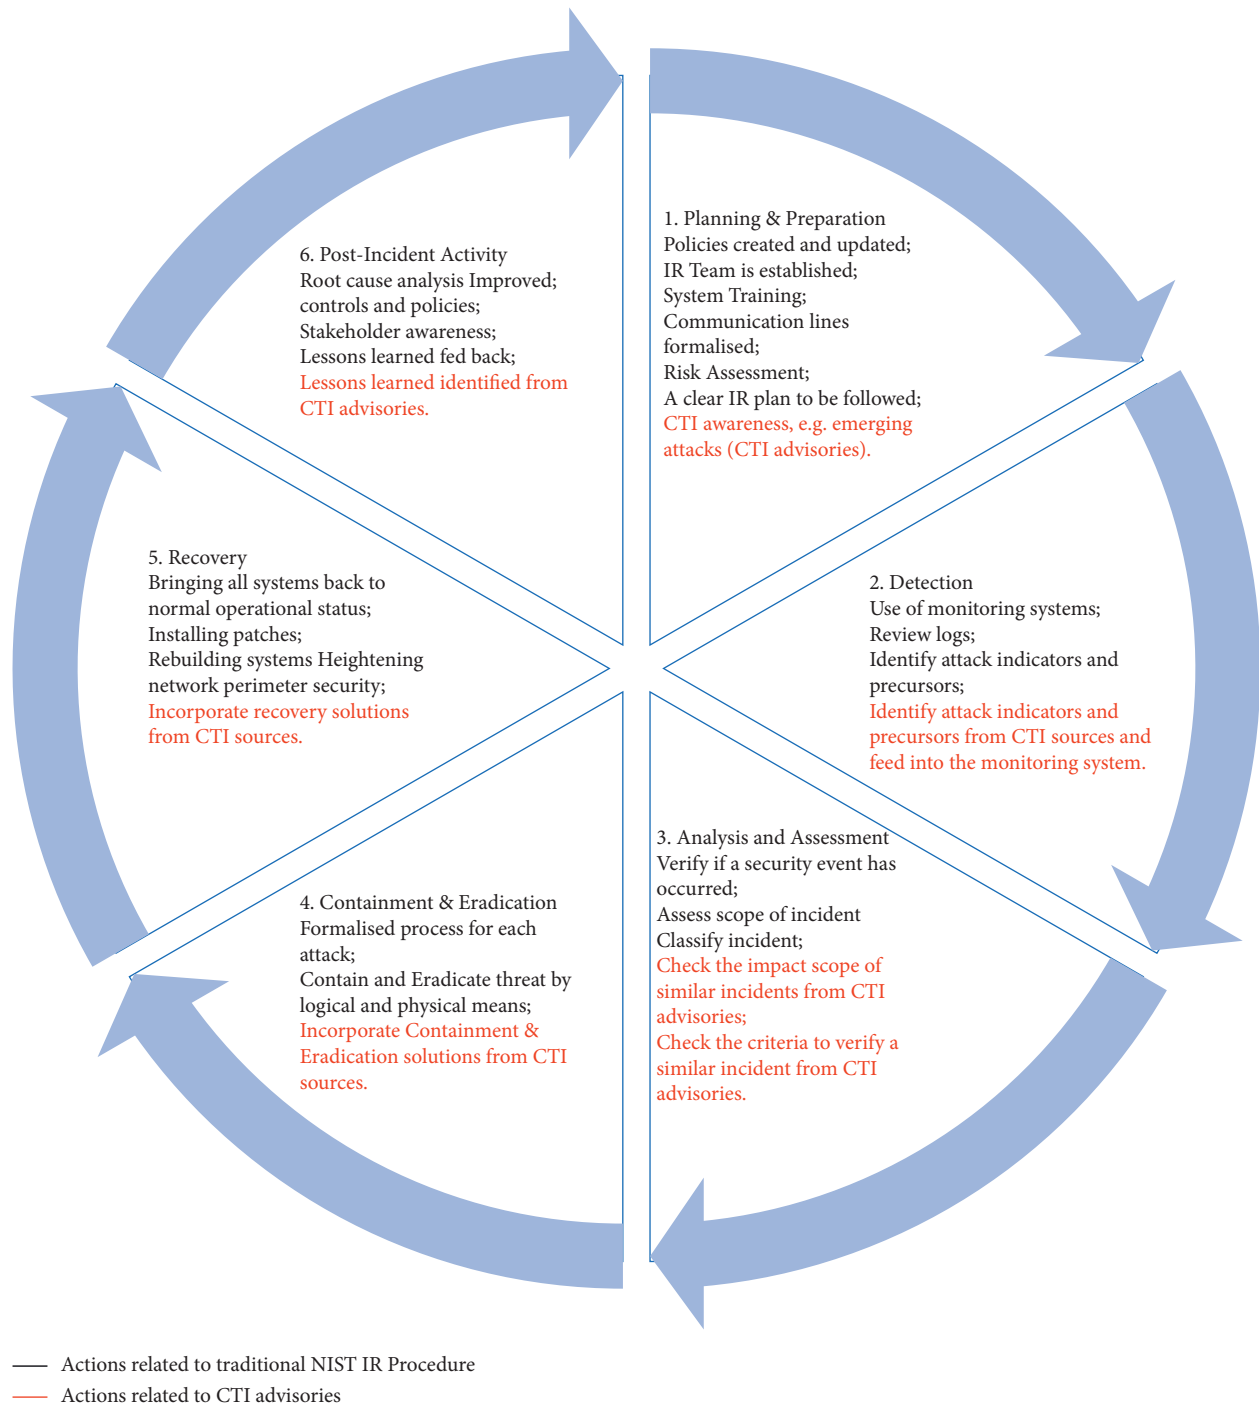 1. Planning & Preparation
Policies created and updated;
IR Team is established;
System Training;
Communication lines
formalised;
Risk Assessment;
A clear IR plan to be followed;
CTI awareness, e.g. emerging
attacks (CTI advisories).
2. Detection
Use of monitoring systems;
Review logs;
Identify attack indicators and
precursors;
Identify attack indicators and
precursors from CTI sources and
feed into the monitoring system.
3. Analysis and Assessment
Verify if a security event has
occurred;
Assess scope of incident
Classify incident;
Check the impact scope of
similar incidents from CTI
advisories;
Check the criteria to verify a
similar incident from CTI
advisories.
4. Containment & Eradication
Formalised process for each
attack;
Contain and Eradicate threat by
logical and physical means;
Incorporate Containment &
Eradication solutions from CTI
sources.
5. Recovery
Bringing all systems back to
normal operational status;
Installing patches;
Rebuilding systems Heightening
network perimeter security;
Incorporate recovery solutions
from CTI sources.
6. Post-Incident Activity
Root cause analysis Improved;
controls and policies;
Stakeholder awareness;
Lessons learned fed back;
Lessons learned identified from
CTI advisories.
Actions related to traditional NIST IR Procedure
Actions related to CTI advisories